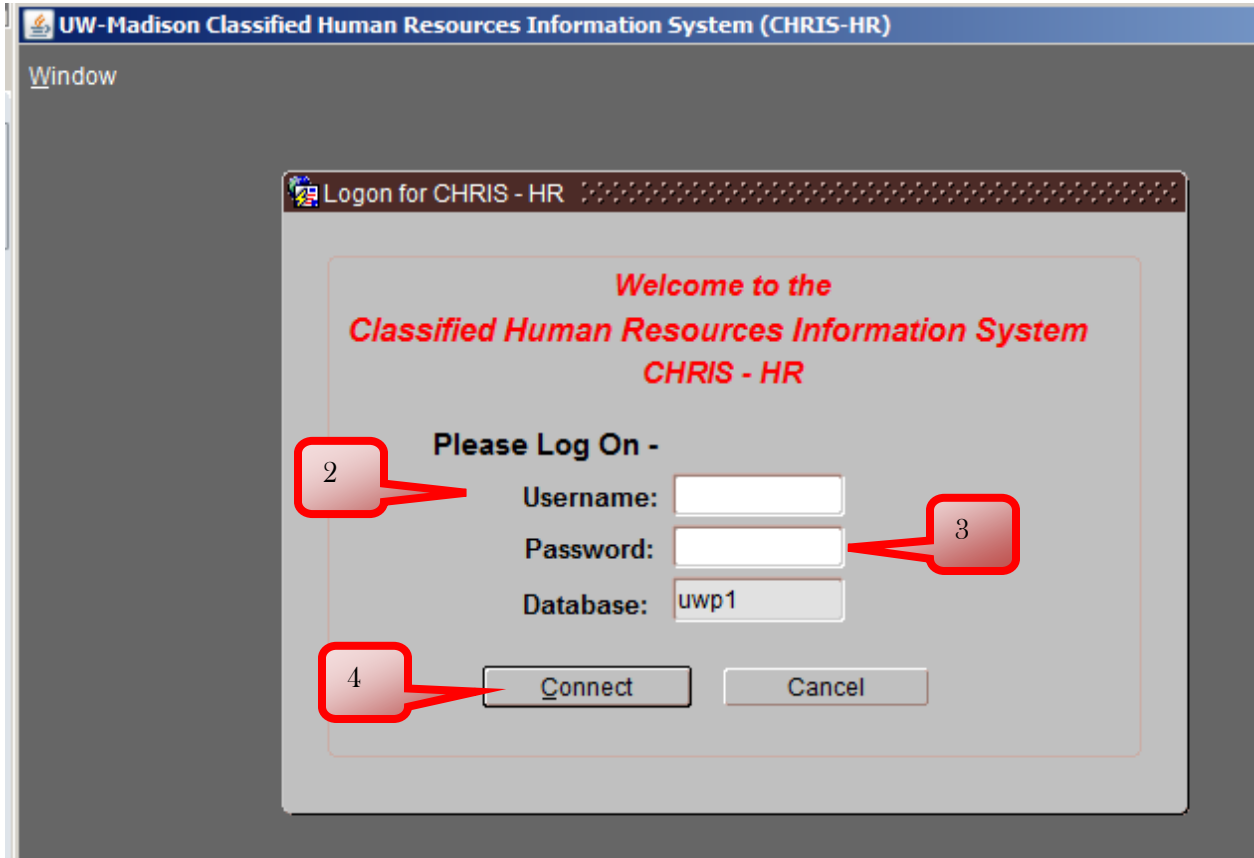 UW-Madison Classified Human Resources Information System (CHRIS-HR)
Window
Logon for CHRIS - HR
Welcome to the
Classified Human Resources Information System
CHRIS - HR
Please Log On -
2
Username:
3
Password:
Database: uwp1
4
Connect Cancel